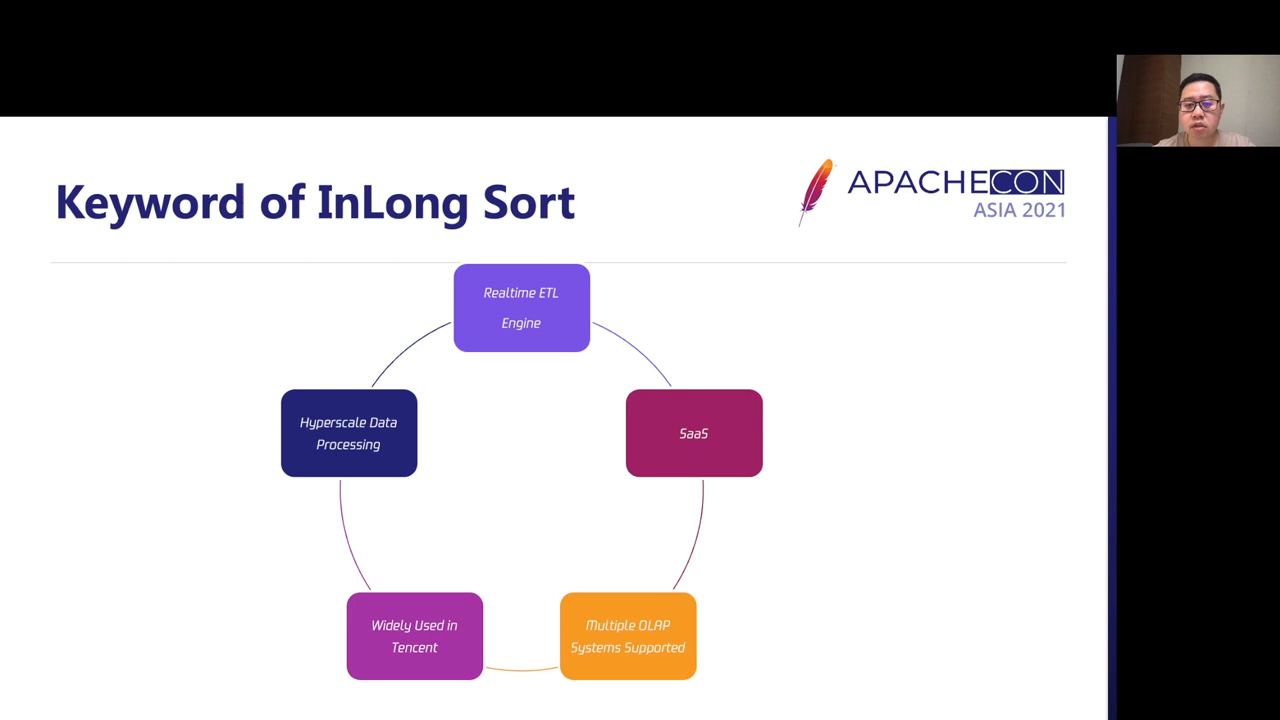 Keyword of InLong Sort
APACHECON
ASIA 2021
Realtime ETL
Engine
Hyperscale Data
Processing
SaaS
Widely Used in
Tencent
Multiple OLAP
Systems Supported